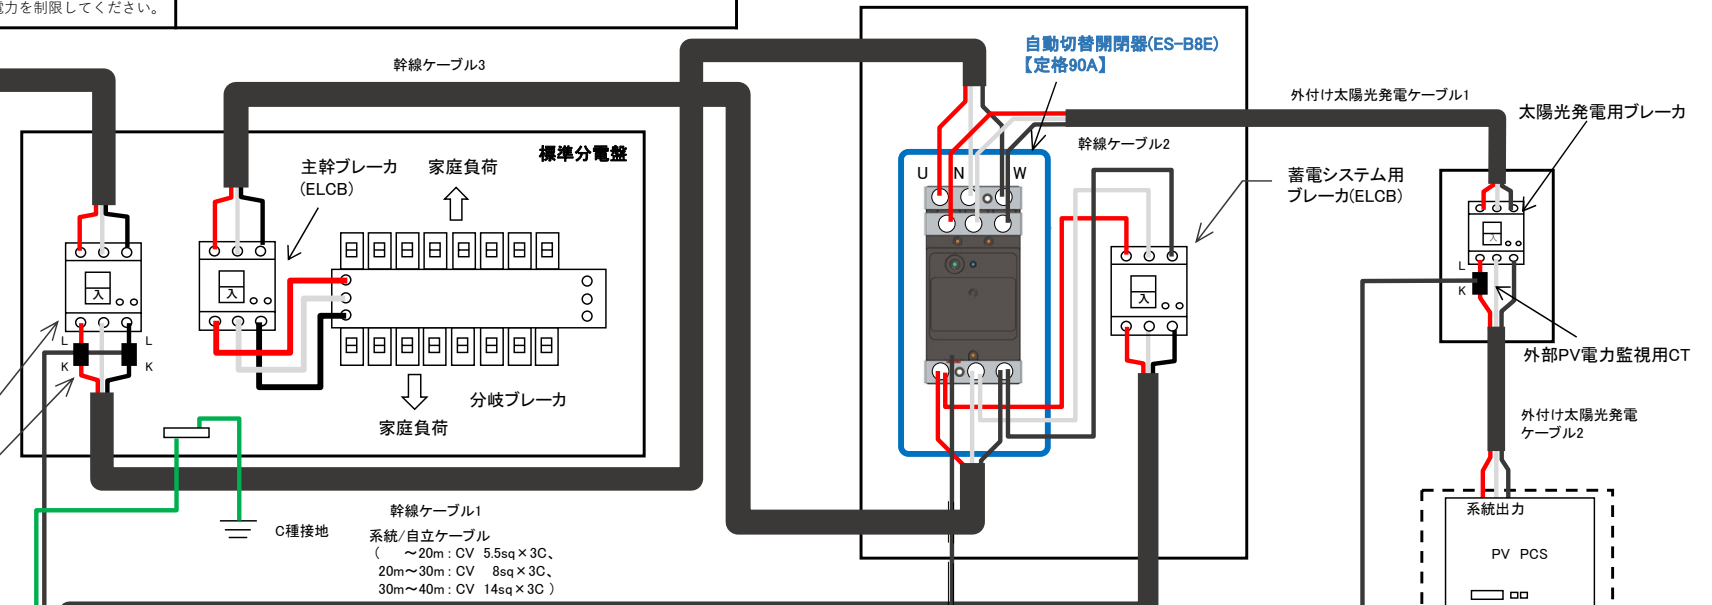 電力を制限してください。
幹線ケーブル3
自動切替開閉器(ES-B8E)
【定格90A】
外付け太陽光発電ケーブル1
太陽光発電用ブレーカ
幹線ケーブル2
標準分電盤
主幹ブレーカ
(ELCB)
家庭負荷
U
N
W
蓄電システム用
ブレーカ(ELCB)
入
入
入
入
L
K
L
K
L
K
外部PV電力監視用CT
分岐ブレーカ
家庭負荷
外付け太陽光発電
ケーブル2
C種接地
幹線ケーブル1
系統/自立ケーブル
(　～20m：CV 5.5sq×3C、
20m～30m：CV 8sq×3C、
30m～40m：CV 14sq×3C )
系統出力
PV PCS